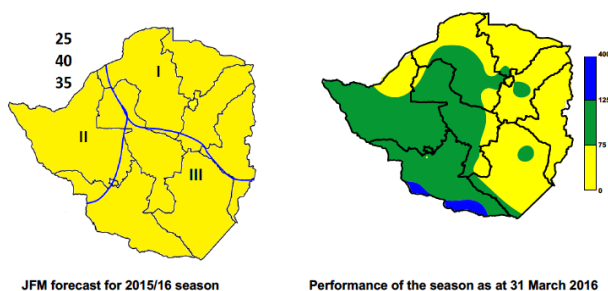 25
40
35
I
II
III
400
125
75
0
JFM forecast for 2015/16 season
Performance of the season as at 31 March 2016